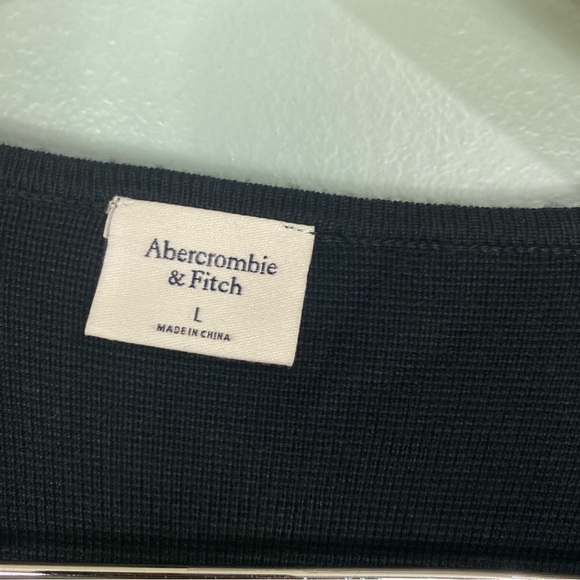 Abercrombie
& Fitch
L
MADE IN CHINA